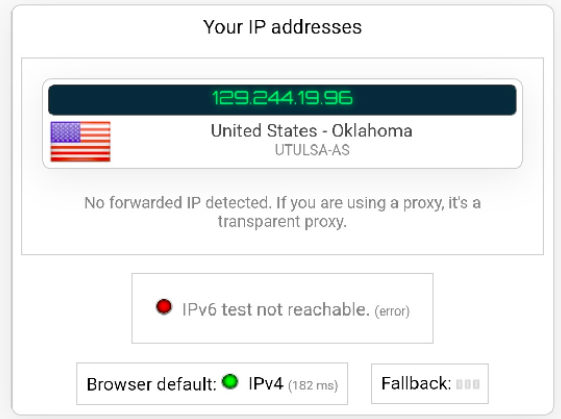 Your IP addresses
129.244.19.96
United States - Oklahoma
UTULSA-AS
No forwarded IP detected. If you are using a proxy, it's a
transparent proxy.
IPv6 test not reachable. (error)
Browser default: IPv4 (182 ms)
Fallback: